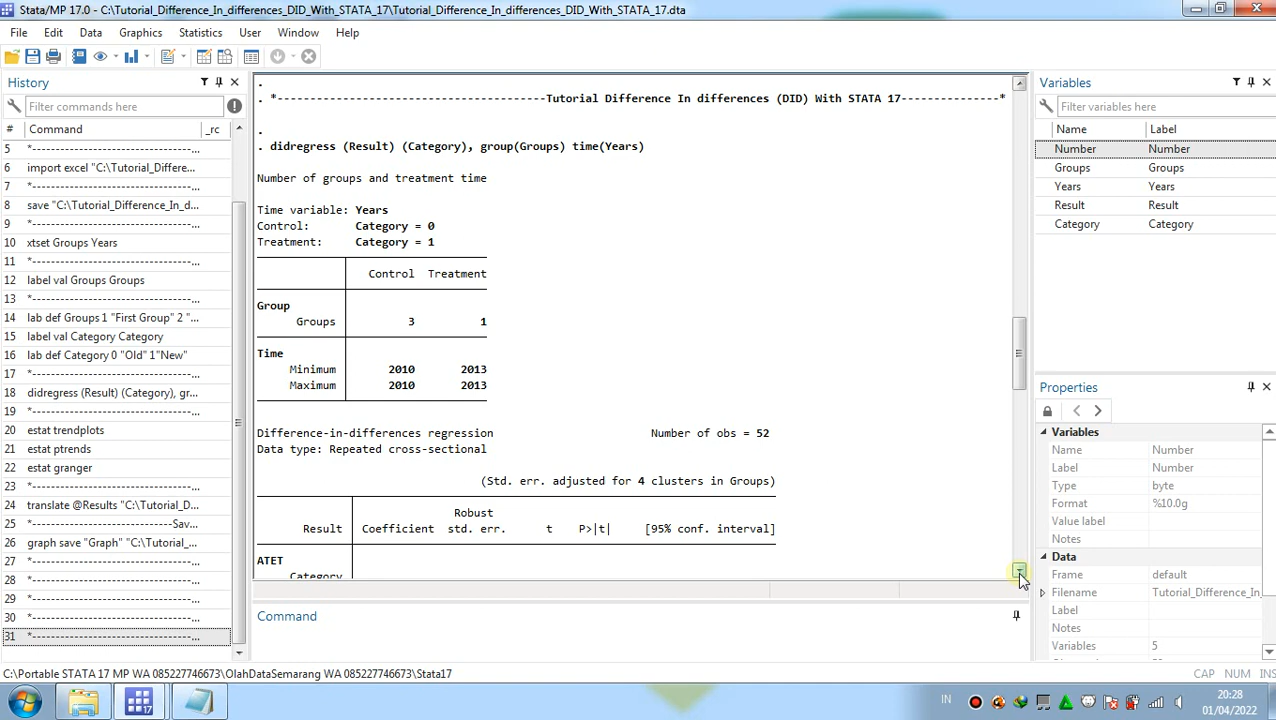 Stata/MP 17.0 - C:\Tutorial_Difference_In_differences_DID_With_STATA_17\Tutorial_Difference_In_differences_DID_With_STATA_17.dta
File Edit Data Graphics Statistics User Window Help
History
Filter commands here
# Command _rc
5 *--------------------------------...
6 import excel "C:\Tutorial_Differe...
7 *--------------------------------...
8 save "C:\Tutorial_Difference_In_d...
9 *--------------------------------...
10 xtset Groups Years
11 *--------------------------------...
12 label val Groups Groups
13 *--------------------------------...
14 lab def Groups 1 "First Group" 2 "...
15 label val Category Category
16 lab def Category 0 "Old" 1"New"
17 *--------------------------------...
18 didregress (Result) (Category), gr...
19 *--------------------------------...
20 estat trendplots
21 estat ptrends
22 estat granger
23 *--------------------------------...
24 translate @Results "C:\Tutorial_D...
25 *-----------------------------Sav...
26 graph save "Graph" "C:\Tutorial_...
27 *--------------------------------...
28 *--------------------------------...
29 *--------------------------------...
30 *--------------------------------...
31 *--------------------------------...
.
. *--------------------------------------Tutorial Difference In differences (DID) With STATA 17--------------*
.
. didregress (Result) (Category), group(Groups) time(Years)
Number of groups and treatment time
Time variable: Years
Control: Category = 0
Treatment: Category = 1
Control Treatment
Group
Groups 3 1
Time
Minimum 2010 2013
Maximum 2010 2013
Difference-in-differences regression Number of obs = 52
Data type: Repeated cross-sectional
(Std. err. adjusted for 4 clusters in Groups)
Robust
Result Coefficient std. err. t P>|t| [95% conf. interval]
ATET
Category
Command
Variables
Filter variables here
Name Label
Number Number
Groups Groups
Years Years
Result Result
Category Category
Properties
Variables
Name Number
Label Number
Type byte
Format %10.0g
Value label
Notes
Data
Frame default
Filename Tutorial_Difference_In_
Label
Notes
Variables 5
C:\Portable STATA 17 MP WA 085227746673\OlahDataSemarang WA 085227746673\Stata17
CAP NUM INS
17
IN
20:28
01/04/2022